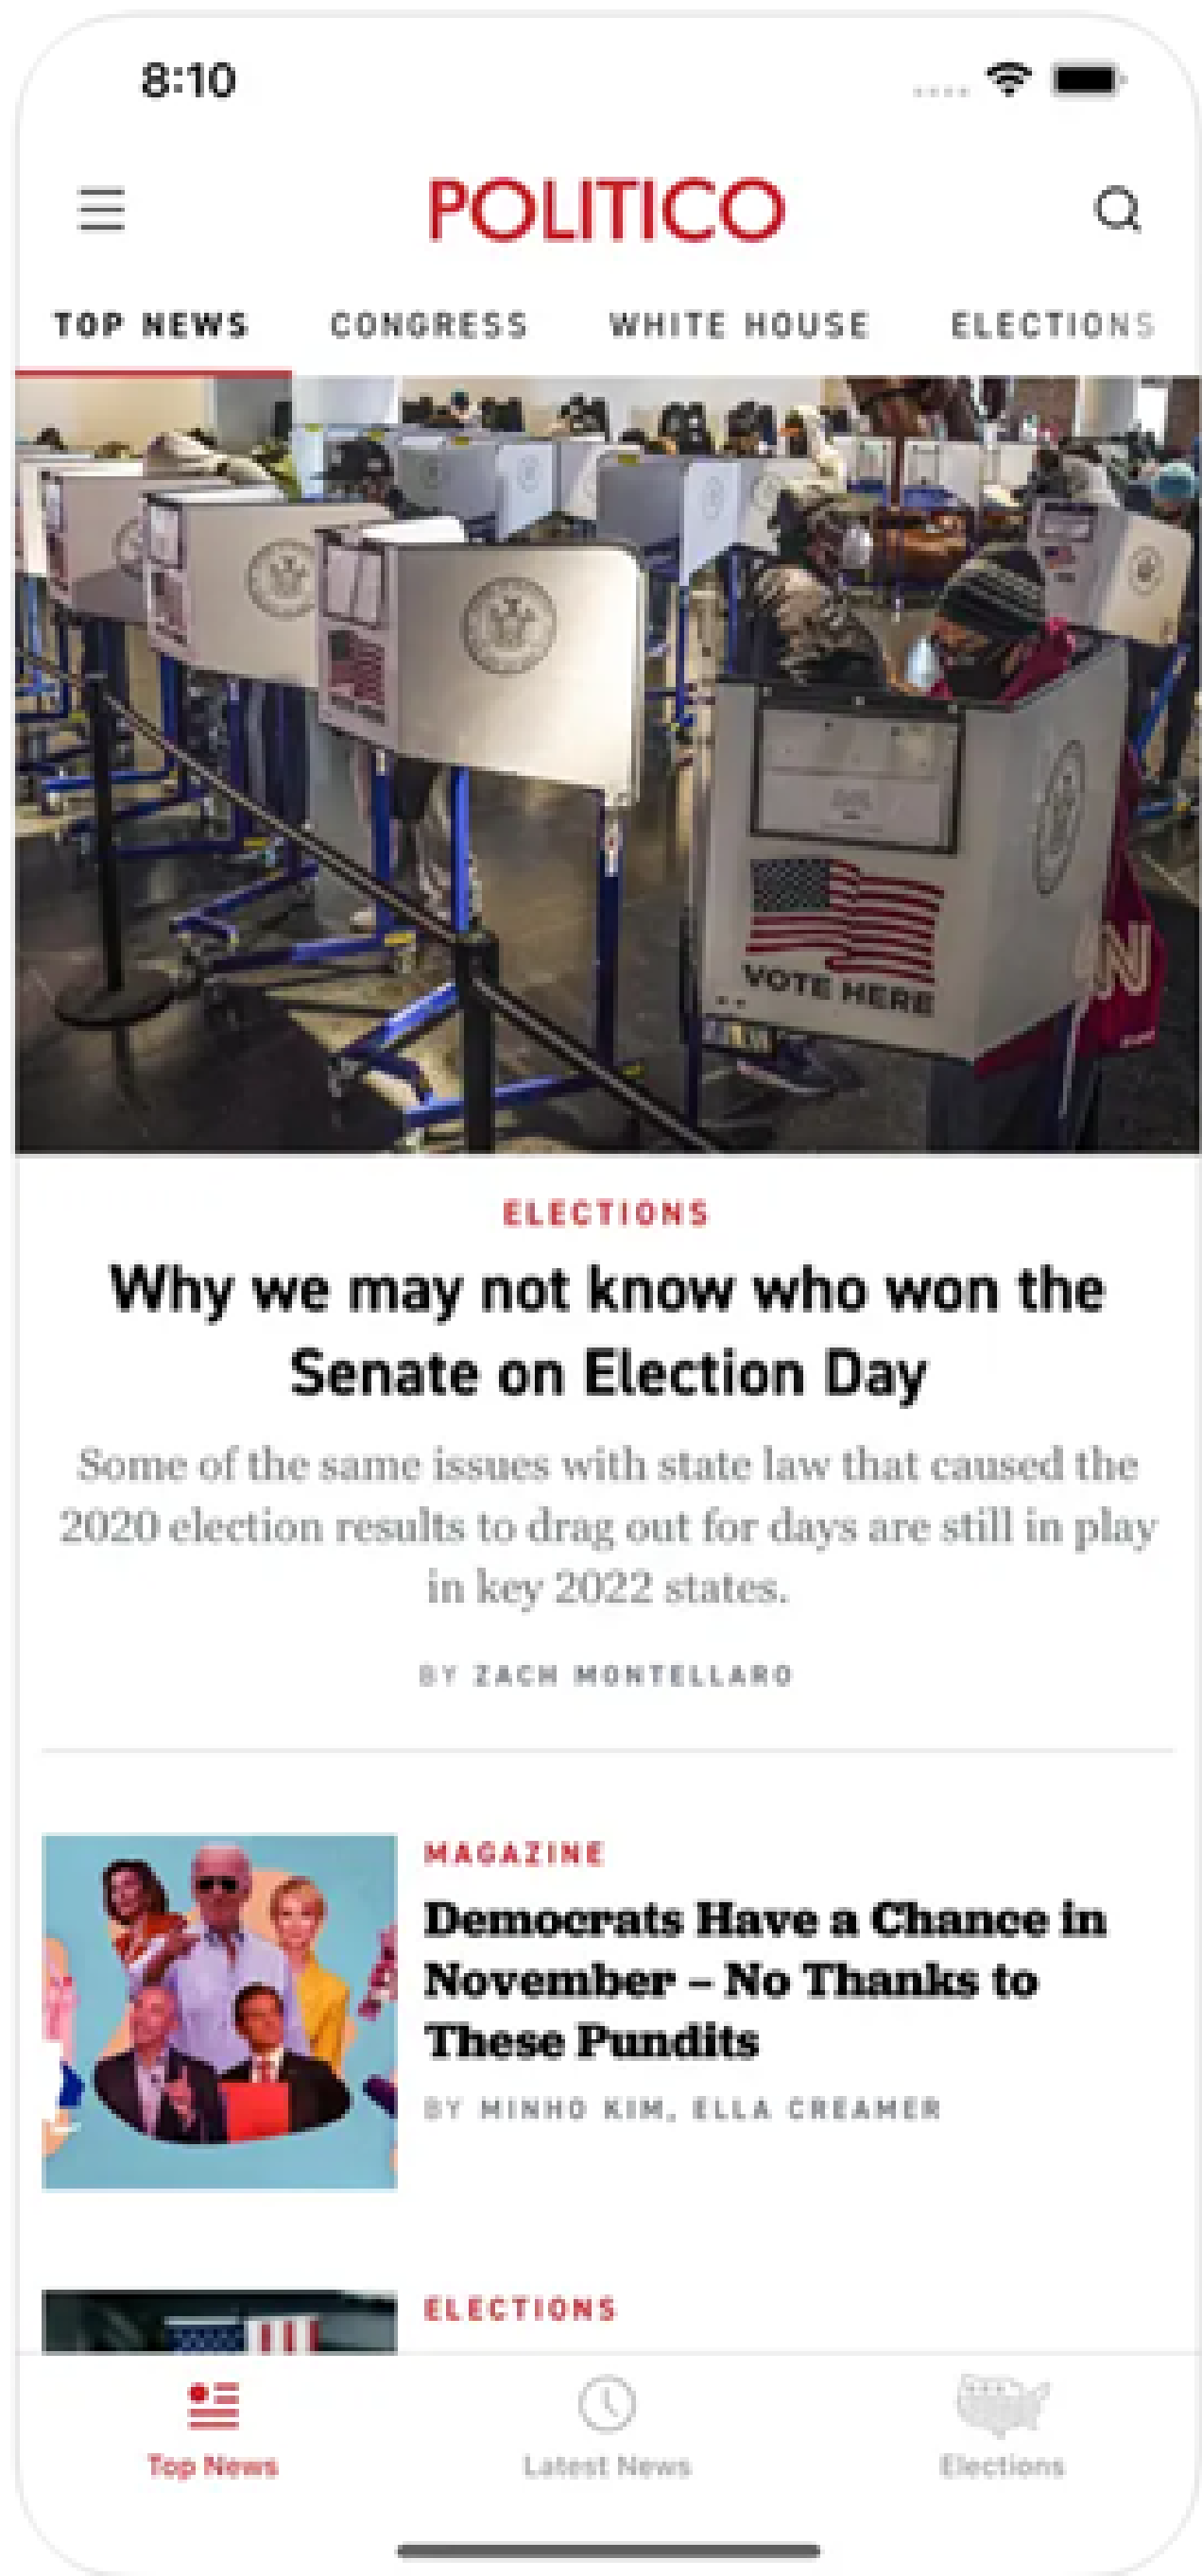 8:10
POLITICO
TOP NEWS CONGRESS WHITE HOUSE ELECTIONS
VOTE HERE
N
ELECTIONS
Why we may not know who won the
Senate on Election Day
Some of the same issues with state law that caused the
2020 election results to drag out for days are still in play
in key 2022 states.
BY ZACH MONTELLARO
MAGAZINE
Democrats Have a Chance in
November – No Thanks to
These Pundits
BY MINHO KIM, ELLA CREAMER
ELECTIONS
Top News Latest News Elections